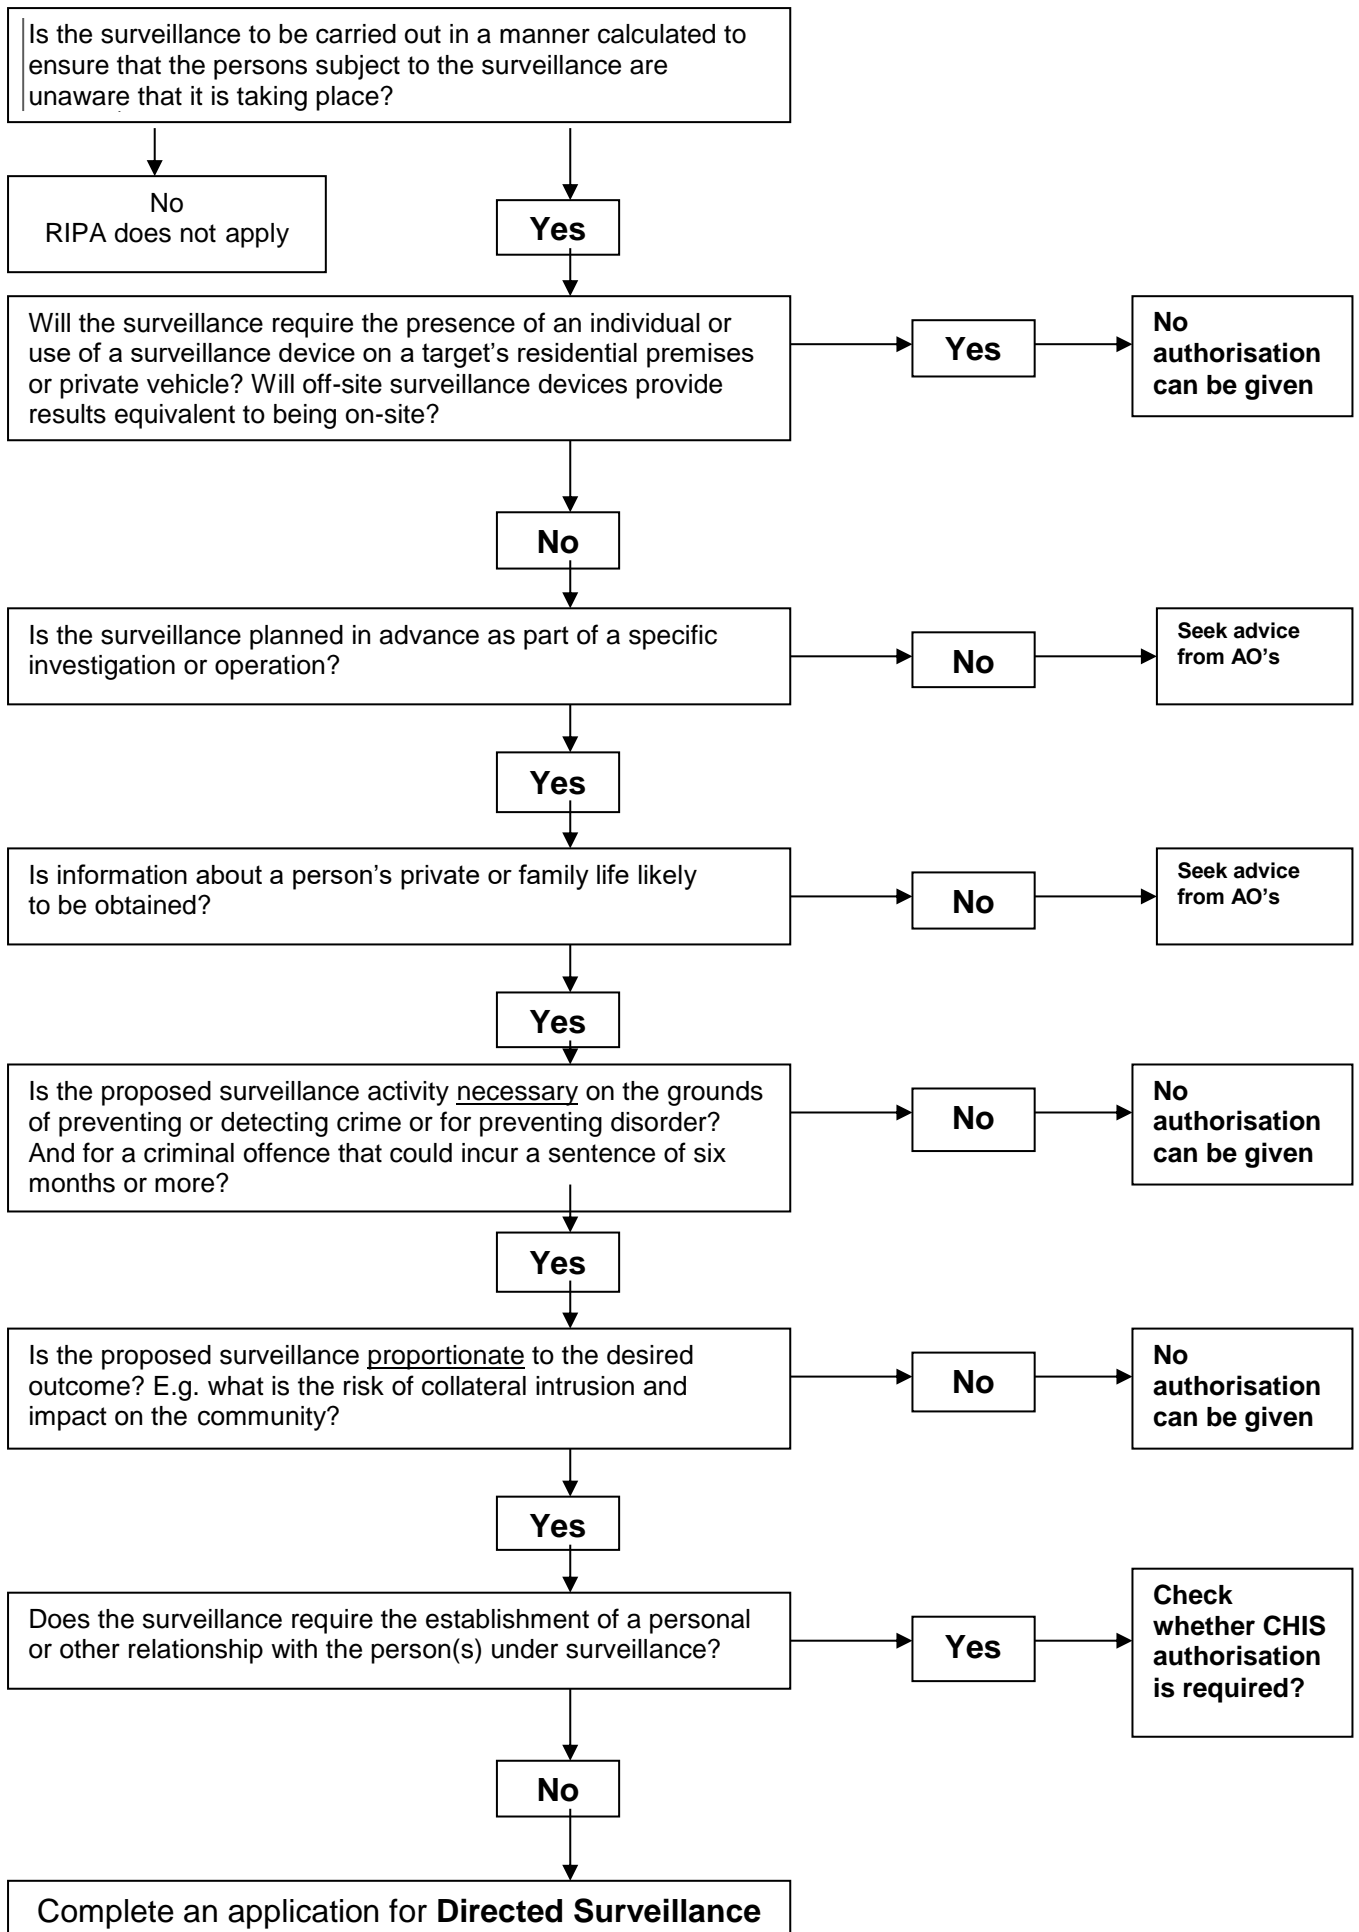 Is the surveillance to be carried out in a manner calculated to
ensure that the persons subject to the surveillance are
unaware that it is taking place?
No
RIPA does not apply
Yes
Will the surveillance require the presence of an individual or
use of a surveillance device on a target’s residential premises
or private vehicle? Will off-site surveillance devices provide
results equivalent to being on-site?
Yes
No
authorisation
can be given
No
Is the surveillance planned in advance as part of a specific
investigation or operation?
No
Seek advice
from AO's
Yes
Is information about a person’s private or family life likely
to be obtained?
No
Seek advice
from AO's
Yes
Is the proposed surveillance activity necessary on the grounds
of preventing or detecting crime or for preventing disorder?
And for a criminal offence that could incur a sentence of six
months or more?
No
No
authorisation
can be given
Yes
Is the proposed surveillance proportionate to the desired
outcome? E.g. what is the risk of collateral intrusion and
impact on the community?
No
No
authorisation
can be given
Yes
Does the surveillance require the establishment of a personal
or other relationship with the person(s) under surveillance?
Yes
Check
whether CHIS
authorisation
is required?
No
Complete an application for Directed Surveillance